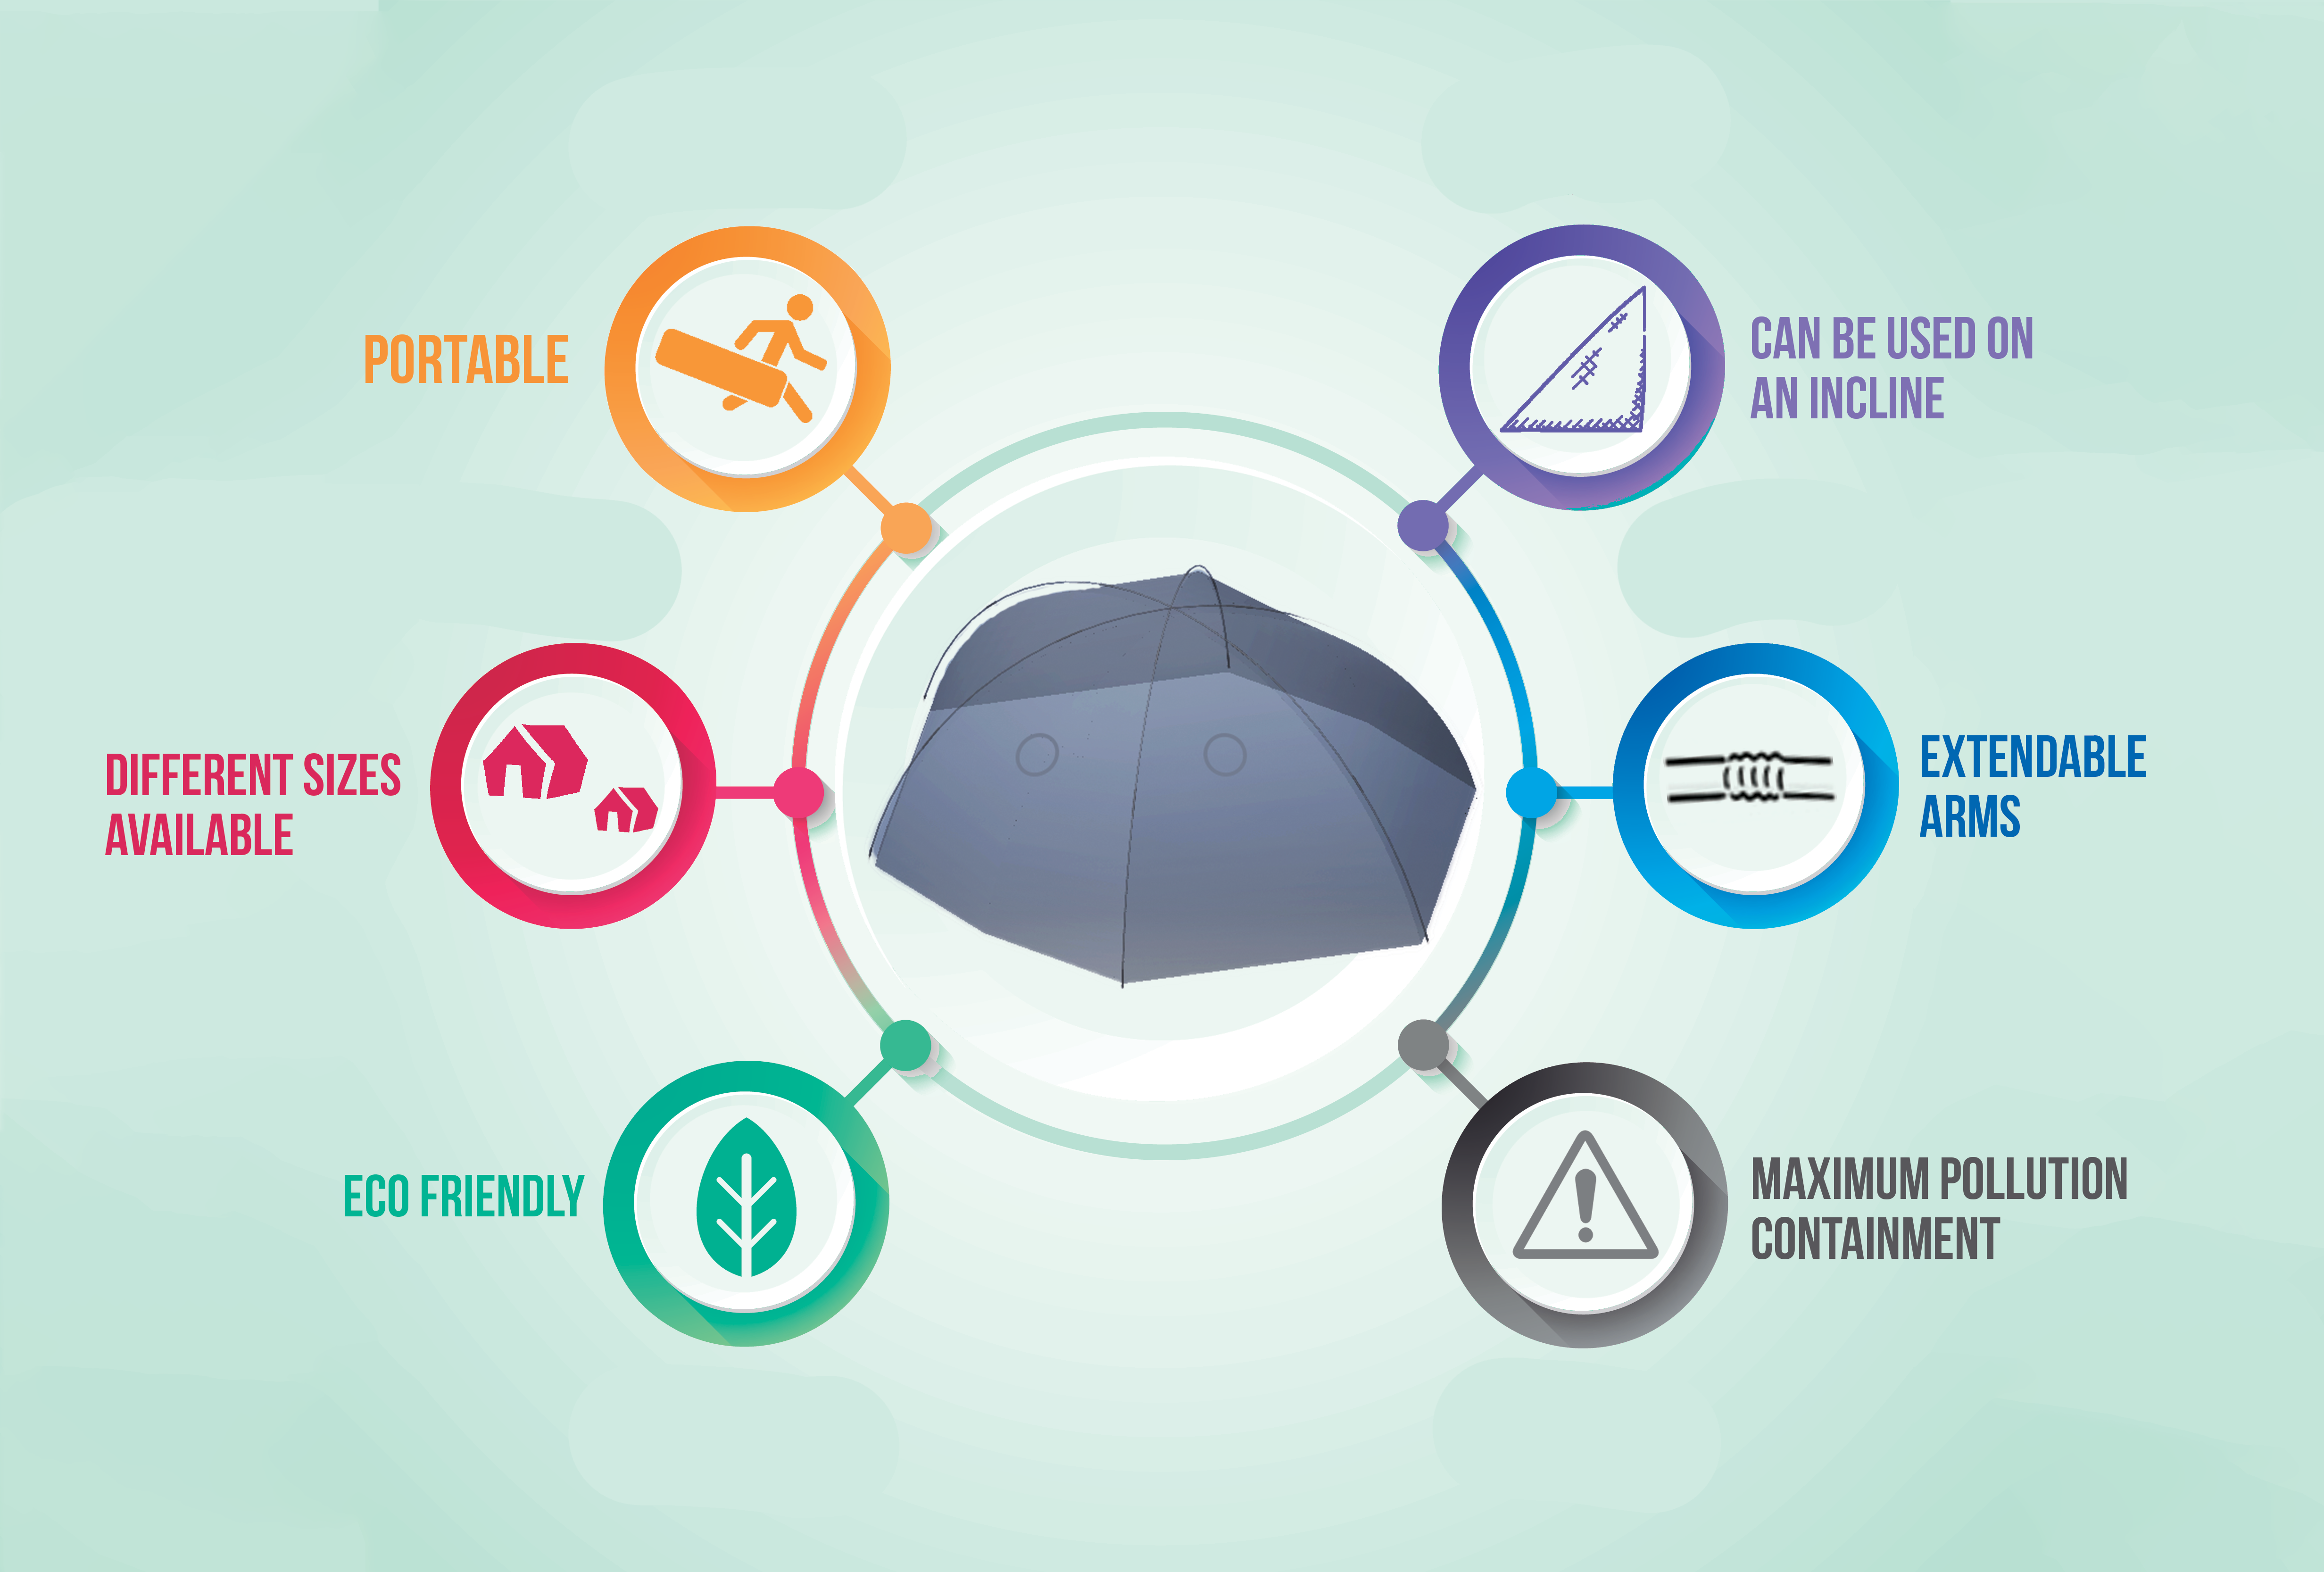 PORTABLE
CAN BE USED ON
AN INCLINE
DIFFERENT SIZES
AVAILABLE
EXTENDABLE
ARMS
ECO FRIENDLY
MAXIMUM POLLUTION
CONTAINMENT